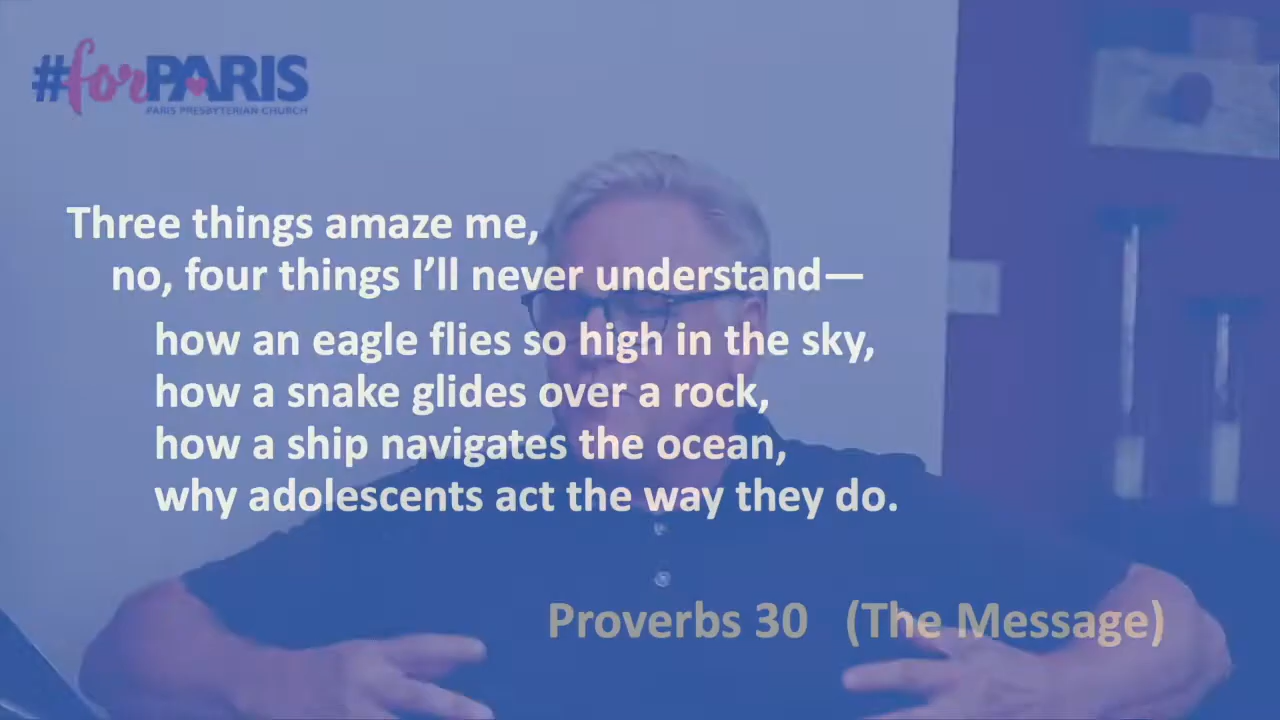 #forPARIS
PARIS PRESBYTERIAN CHURCH
Three things amaze me,
no, four things I’ll never understand—
how an eagle flies so high in the sky,
how a snake glides over a rock,
how a ship navigates the ocean,
why adolescents act the way they do.
Proverbs 30 (The Message)